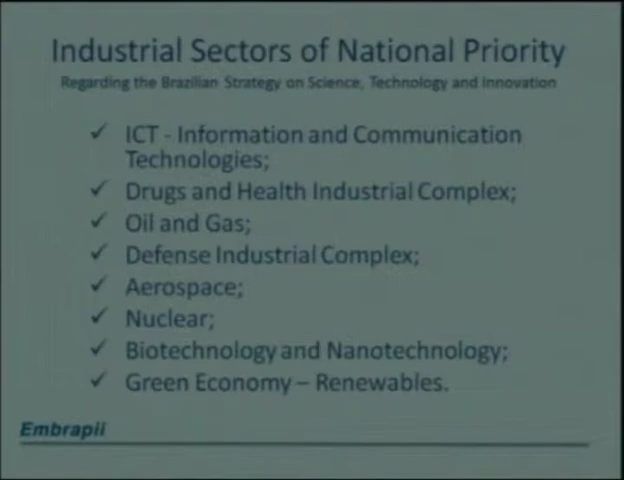 Industrial Sectors of National Priority
Regarding the Brazilian Strategy on Science, Technology and Innovation
✓ ICT - Information and Communication
Technologies;
✓ Drugs and Health Industrial Complex;
✓ Oil and Gas;
✓ Defense Industrial Complex;
✓ Aerospace;
✓ Nuclear;
✓ Biotechnology and Nanotechnology;
✓ Green Economy – Renewables.
Embrapii